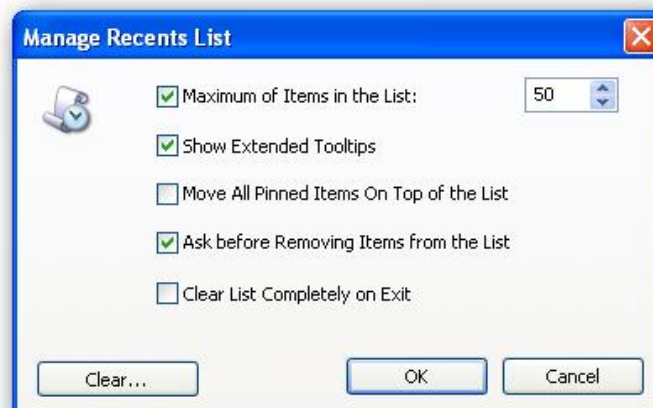 Manage Recents List
Maximum of Items in the List: 50
Show Extended Tooltips
Move All Pinned Items On Top of the List
Ask before Removing Items from the List
Clear List Completely on Exit
Clear... OK Cancel